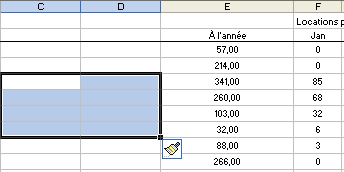 C D E F
Locations p
À l'année Jan
57,00 0
214,00 0
341,00 85
260,00 68
103,00 32
32,00 6
88,00 3
266,00 0